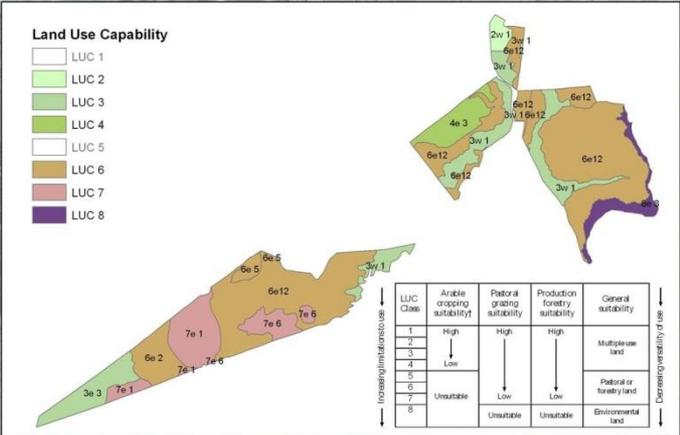 Land Use Capability
LUC 1
LUC 2
LUC 3
LUC 4
LUC 5
LUC 6
LUC 7
LUC 8
2w 1
3w 1
6e12
3w 1
4e 3
6e12
3w 1
6e12
6e12
3w 1
6e12
6e12
3w 1
6e12
6e12
3w 1
8e 3
6e 5
6e 5
3w 1
6e12
7e 6
7e 6
7e 1
6e 2
7e 6
7e 1
7e 1
3e 3
Increasing limitations to use
LUC Class
Arable cropping suitability†
Pastoral grazing suitability
Production forestry suitability
General suitability
1
2
3
4
5
6
7
8
High
Low
Unsuitable
High
Low
Unsuitable
High
Low
Unsuitable
Multiple use land
Pastoral or forestry land
Environmental land
Decreasing versatility of use